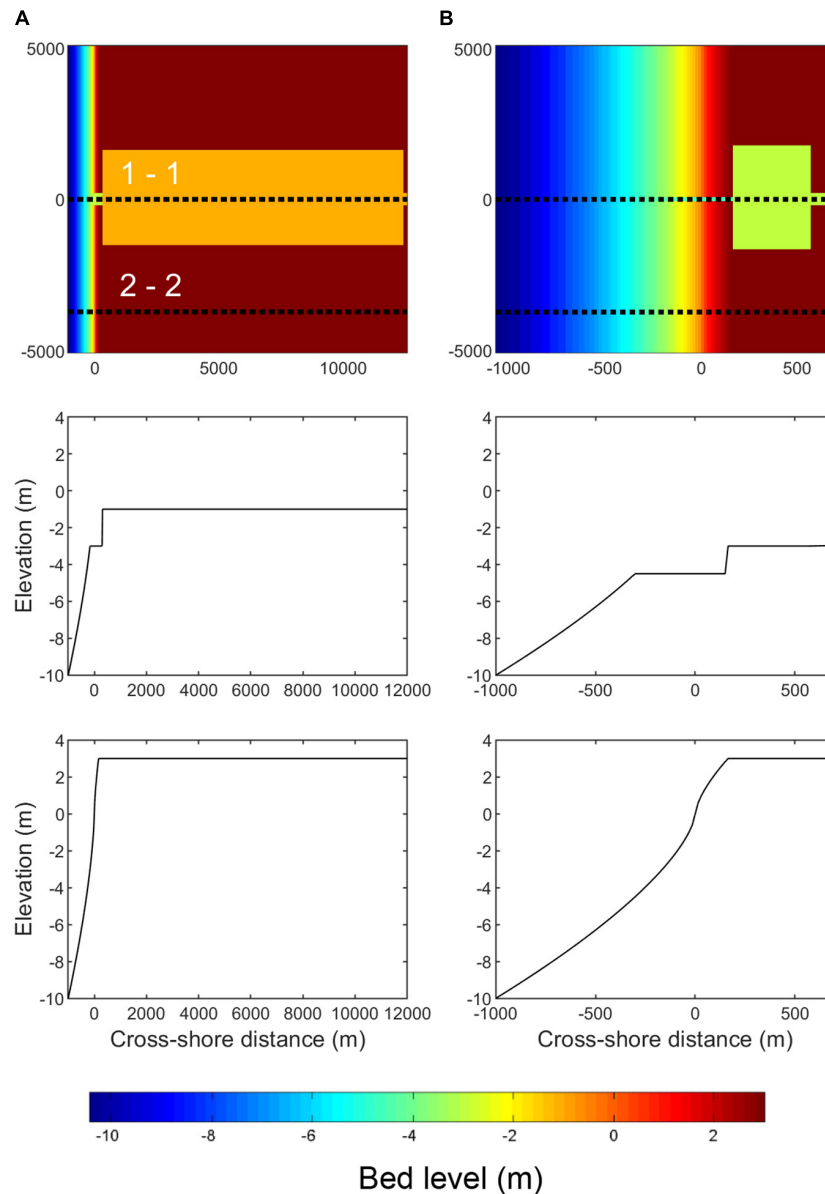 A B
5000 5000
1 - 1
0 0
2 - 2
-5000 -5000
0 5000 10000 -1000 -500 0 500
4 4
2 2
0 0
-2 -2
-4 -4
-6 -6
-8 -8
-10 -10
Elevation (m)
0 2000 4000 6000 8000 10000 12000 -1000 -500 0 500
4 4
2 2
0 0
-2 -2
-4 -4
-6 -6
-8 -8
-10 -10
Elevation (m)
0 2000 4000 6000 8000 10000 12000 -1000 -500 0 500
Cross-shore distance (m) Cross-shore distance (m)
-10 -8 -6 -4 -2 0 2
Bed level (m)